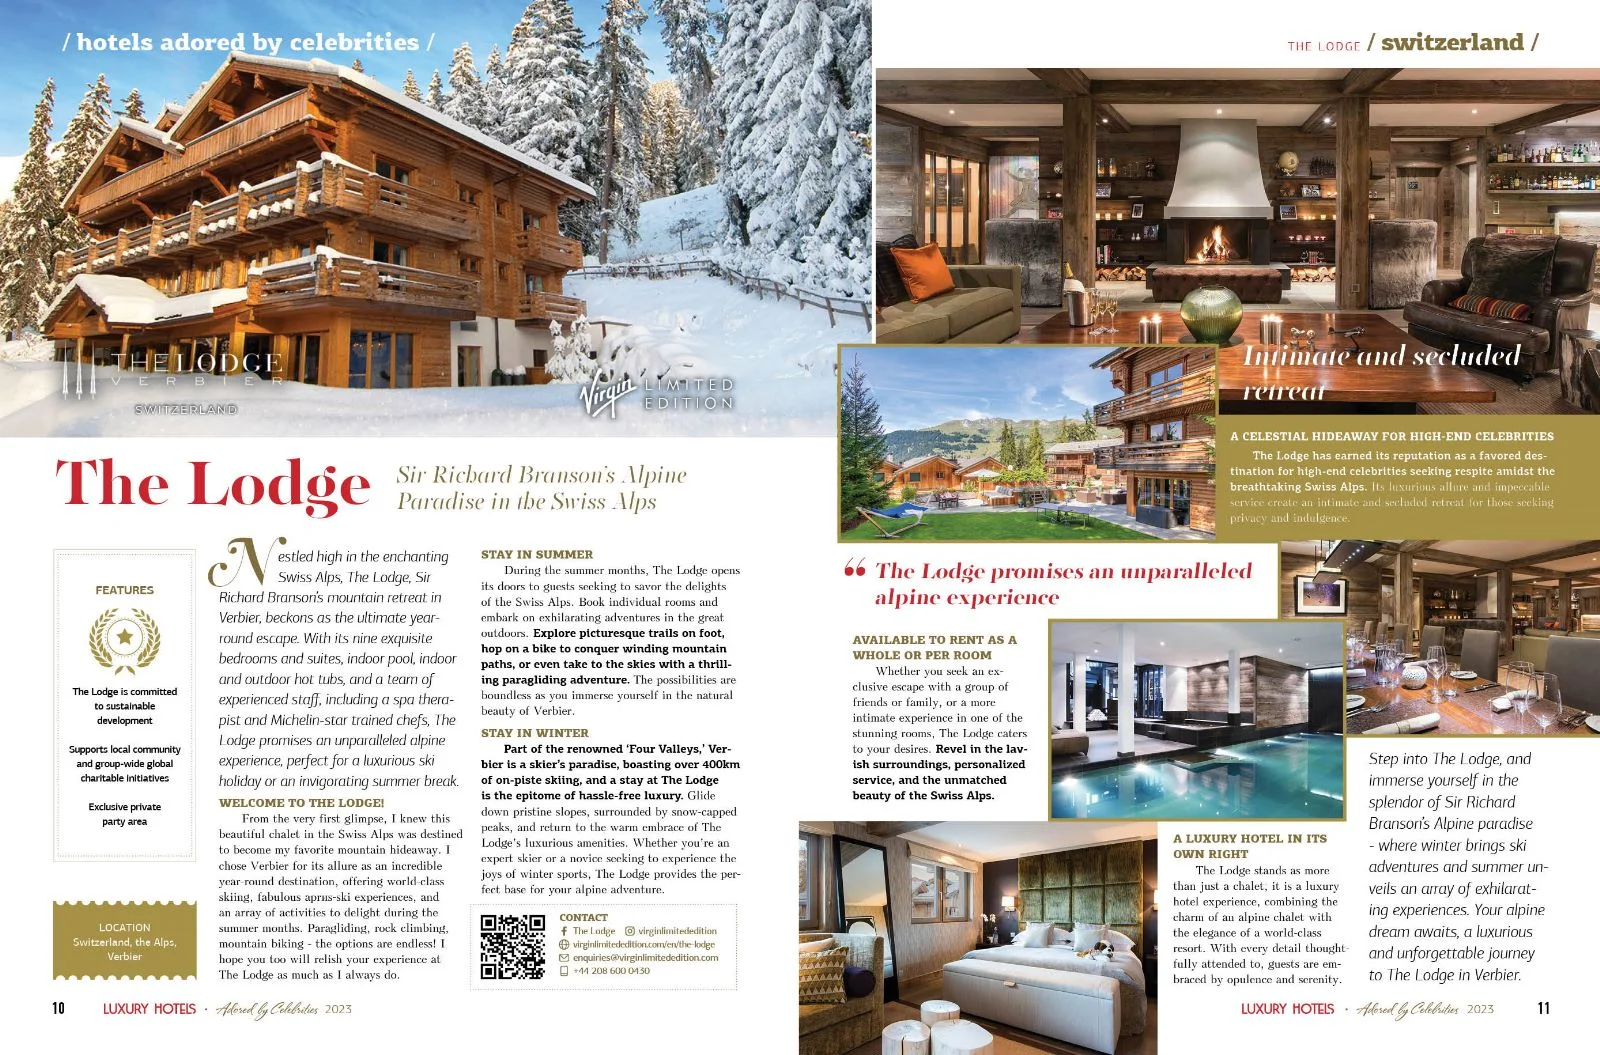 / hotels adored by celebrities /
THE LODGE
VERBIER
SWITZERLAND
Virgin LIMITED
EDITION
The Lodge
Sir Richard Branson's Alpine
Paradise in the Swiss Alps
FEATURES
The Lodge is committed
to sustainable
development
Supports local community
and group-wide global
charitable initiatives
Exclusive private
party area
LOCATION
Switzerland, the Alps,
Verbier
Nestled high in the enchanting
Swiss Alps, The Lodge, Sir
Richard Branson's mountain retreat in
Verbier, beckons as the ultimate year-
round escape. With its nine exquisite
bedrooms and suites, indoor pool, indoor
and outdoor hot tubs, and a team of
experienced staff, including a spa thera-
pist and Michelin-star trained chefs, The
Lodge promises an unparalleled alpine
experience, perfect for a luxurious ski
holiday or an invigorating summer break.
WELCOME TO THE LODGE!
From the very first glimpse, I knew this
beautiful chalet in the Swiss Alps was destined
to become my favorite mountain hideaway. I
chose Verbier for its allure as an incredible
year-round destination, offering world-class
skiing, fabulous aprns-ski experiences, and
an array of activities to delight during the
summer months. Paragliding, rock climbing,
mountain biking - the options are endless! I
hope you too will relish your experience at
The Lodge as much as I always do.
STAY IN SUMMER
During the summer months, The Lodge opens
its doors to guests seeking to savor the delights
of the Swiss Alps. Book individual rooms and
embark on exhilarating adventures in the great
outdoors. Explore picturesque trails on foot,
hop on a bike to conquer winding mountain
paths, or even take to the skies with a thrill-
ing paragliding adventure. The possibilities are
boundless as you immerse yourself in the natural
beauty of Verbier.
STAY IN WINTER
Part of the renowned 'Four Valleys,' Ver-
bier is a skier's paradise, boasting over 400km
of on-piste skiing, and a stay at The Lodge
is the epitome of hassle-free luxury. Glide
down pristine slopes, surrounded by snow-capped
peaks, and return to the warm embrace of The
Lodge's luxurious amenities. Whether you're an
expert skier or a novice seeking to experience the
joys of winter sports, The Lodge provides the per-
fect base for your alpine adventure.
CONTACT
The Lodge virginlimitededition
virginlimitededition.com/en/the-lodge
enquiries@virginlimitededition.com
+44 208 600 0430
10 LUXURY HOTELS · Adored by Celebrities 2023
THE LODGE / switzerland /
Intimate and secluded
retreat
A CELESTIAL HIDEAWAY FOR HIGH-END CELEBRITIES
The Lodge has earned its reputation as a favored des-
tination for high-end celebrities seeking respite amidst the
breathtaking Swiss Alps. Its luxurious allure and impeccable
service create an intimate and secluded retreat for those seeking
privacy and indulgence.
“ The Lodge promises an unparalleled
alpine experience
AVAILABLE TO RENT AS A
WHOLE OR PER ROOM
Whether you seek an ex-
clusive escape with a group of
friends or family, or a more
intimate experience in one of the
stunning rooms, The Lodge caters
to your desires. Revel in the lav-
ish surroundings, personalized
service, and the unmatched
beauty of the Swiss Alps.
A LUXURY HOTEL IN ITS
OWN RIGHT
The Lodge stands as more
than just a chalet; it is a luxury
hotel experience, combining the
charm of an alpine chalet with
the elegance of a world-class
resort. With every detail thought-
fully attended to, guests are em-
braced by opulence and serenity.
Step into The Lodge, and
immerse yourself in the
splendor of Sir Richard
Branson's Alpine paradise
- where winter brings ski
adventures and summer un-
veils an array of exhilarat-
ing experiences. Your alpine
dream awaits, a luxurious
and unforgettable journey
to The Lodge in Verbier.
LUXURY HOTELS · Adored by Celebrities 2023 11